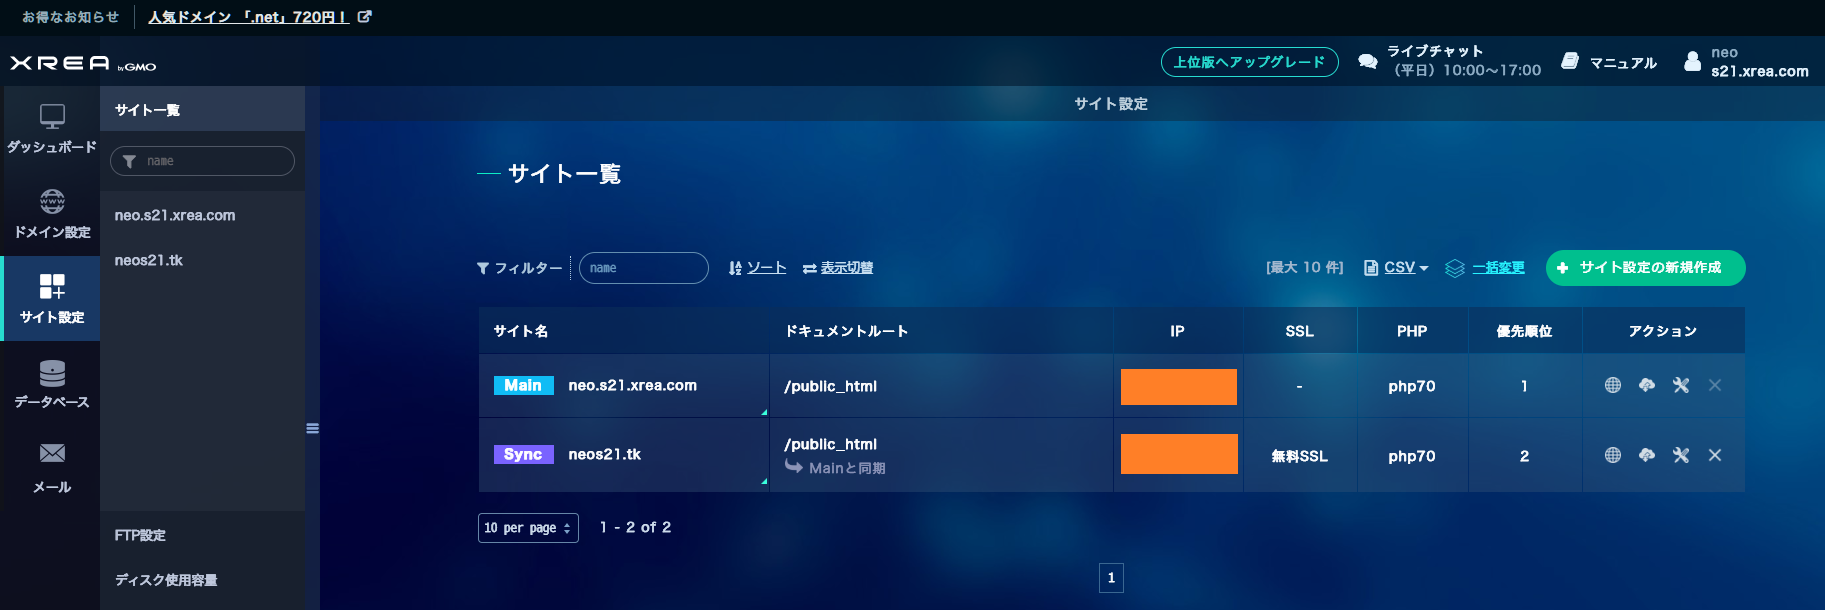 お得なお知らせ
人気ドメイン 「.net」720円！
XREA by GMO
上位版へアップグレード
ライブチャット
（平日）10:00〜17:00
マニュアル
neo
s21.xrea.com
ダッシュボード
ドメイン設定
サイト設定
データベース
メール
サイト一覧
name
neo.s21.xrea.com
neos21.tk
FTP設定
ディスク使用容量
サイト設定
サイト一覧
フィルター name ソート 表示切替 [最大 10 件] CSV 一括変更 サイト設定の新規作成
サイト名 ドキュメントルート IP SSL PHP 優先順位 アクション
Main neo.s21.xrea.com /public_html - php70 1
Sync neos21.tk /public_html 無料SSL php70 2
Mainと同期
10 per page 1 - 2 of 2
1